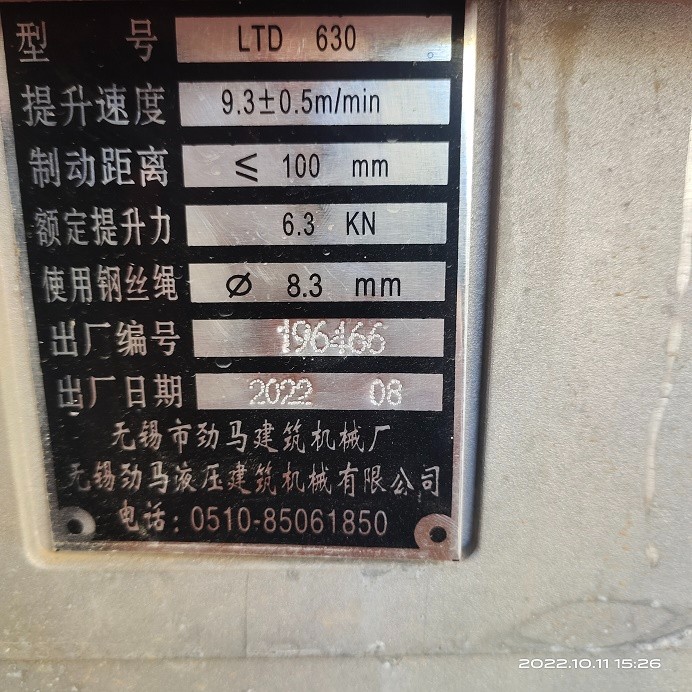 型 号 LTD 630
提升速度 9.3±0.5m/min
制动距离 ≤ 100 mm
额定提升力 6.3 KN
使用钢丝绳 Ø 8.3 mm
出厂编号 196466
出厂日期 2022 08
无锡市劲马建筑机械厂
无锡劲马液压建筑机械有限公司
电话:0510-85061850
2022.10.11 15:26